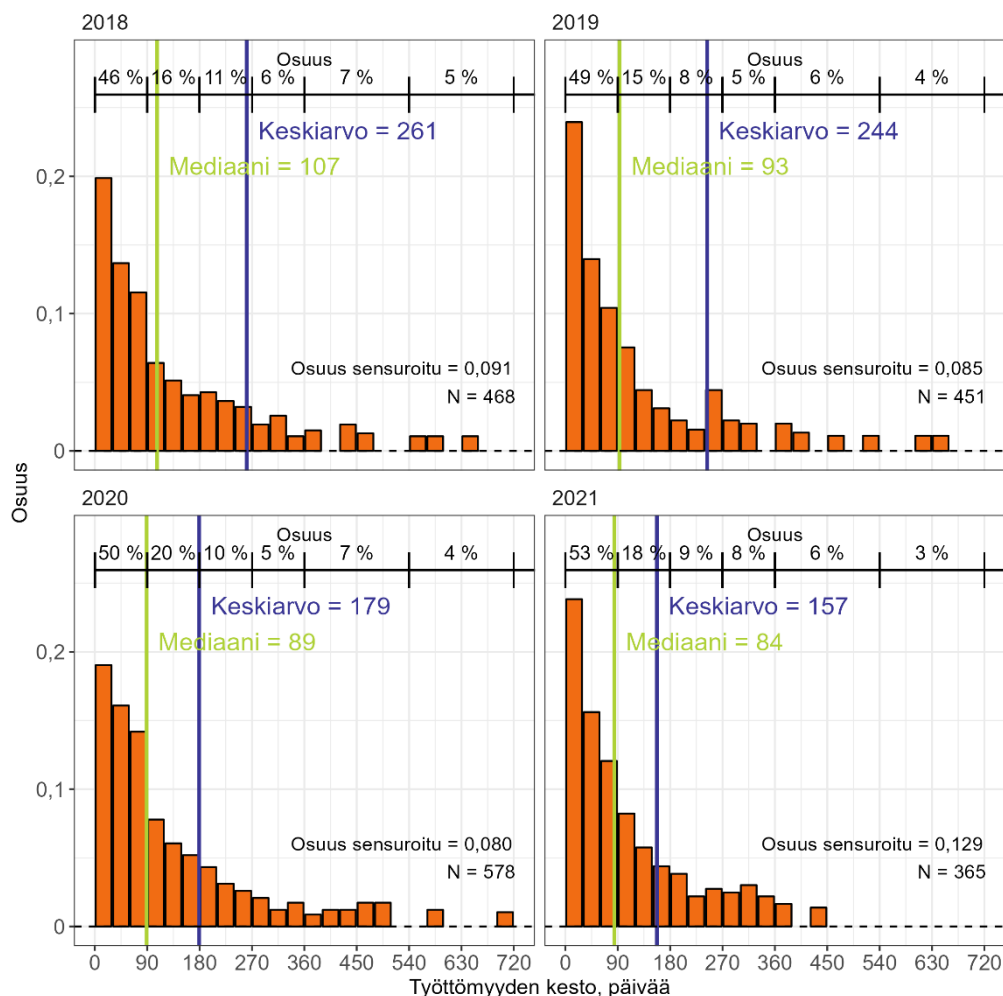 2018
Osuus
46 % 16 % 11 % 6 % 7 % 5 %
Keskiarvo = 261
Mediaani = 107
0,2
0,1
0
Osuus sensuroitu = 0,091
N = 468
2019
Osuus
49 % 15 % 8 % 5 % 6 % 4 %
Keskiarvo = 244
Mediaani = 93
Osuus sensuroitu = 0,085
N = 451
Osuus
2020
Osuus
50 % 20 % 10 % 5 % 7 % 4 %
Keskiarvo = 179
Mediaani = 89
0,2
0,1
0
Osuus sensuroitu = 0,080
N = 578
0 90 180 270 360 450 540 630 720
2021
Osuus
53 % 18 % 9 % 8 % 6 % 3 %
Keskiarvo = 157
Mediaani = 84
Osuus sensuroitu = 0,129
N = 365
0 90 180 270 360 450 540 630 720
Työttömyyden kesto, päivää